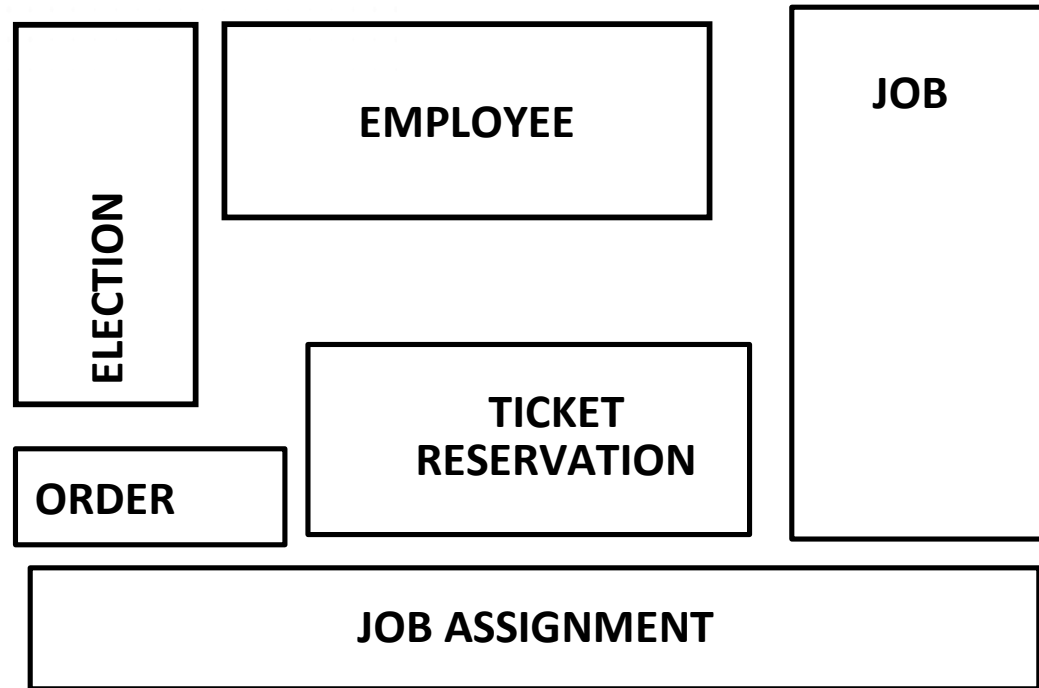 ELECTION
EMPLOYEE
JOB
TICKET
RESERVATION
ORDER
JOB ASSIGNMENT